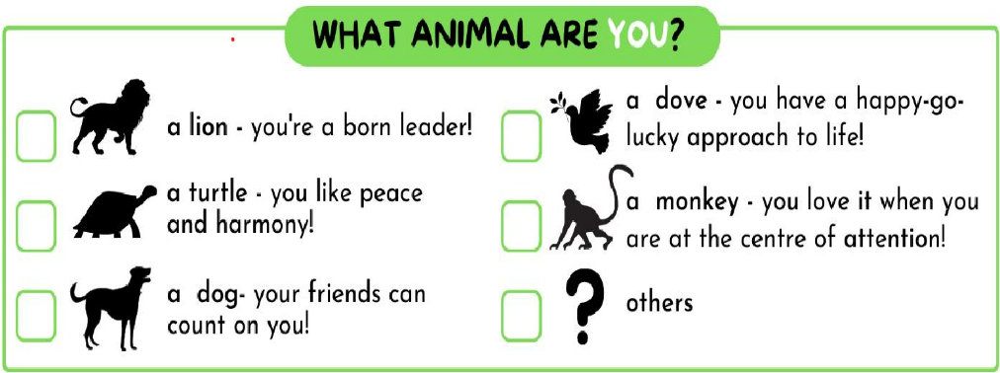 WHAT ANIMAL ARE YOU?
a lion - you're a born leader!
a turtle - you like peace
and harmony!
a dog- your friends can
count on you!
a dove - you have a happy-go-
lucky approach to life!
a monkey - you love it when you
are at the centre of attention!
?
others